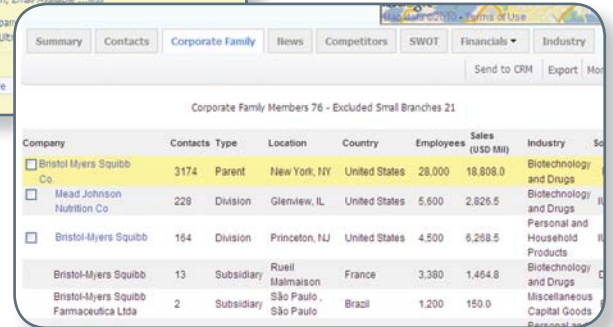 Map data ©2010 - Terms of Use
Summary Contacts Corporate Family News Competitors SWOT Financials Industry
Send to CRM Export
Corporate Family Members 76 - Excluded Small Branches 21
Company Contacts Type Location Country Employees Sales (USD Mil) Industry
Bristol Myers Squibb Co. 3174 Parent New York, NY United States 28,000 18,808.0 Biotechnology and Drugs
Mead Johnson Nutrition Co 228 Division Glenview, IL United States 5,600 2,826.5 Biotechnology and Drugs
Bristol-Myers Squibb 164 Division Princeton, NJ United States 4,500 6,268.5 Personal and Household Products
Bristol-Myers Squibb 13 Subsidiary Rueil Malmaison France 3,380 1,464.8 Biotechnology and Drugs
Bristol-Myers Squibb Farmaceutica Ltda 2 Subsidiary São Paulo , São Paulo Brazil 1,200 150.0 Miscellaneous Capital Goods